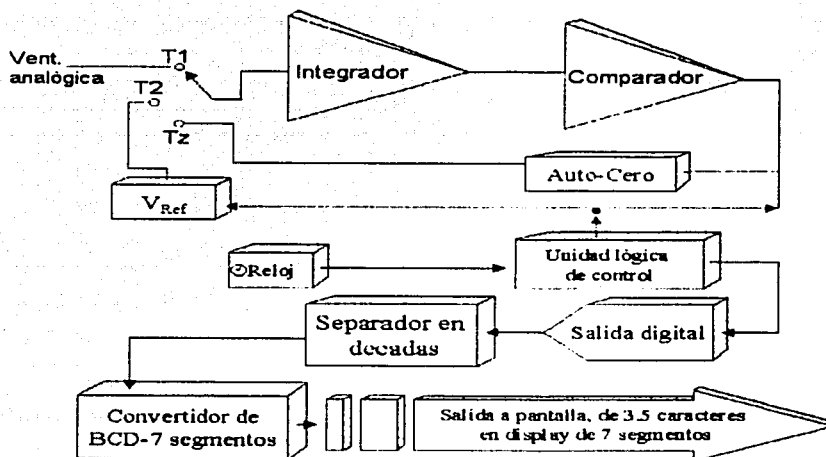 Vent.
analógica
T1
T2
Tz
Integrador
Comparador
Auto-Cero
VRef
Reloj
Unidad lógica
de control
Separador en
decadas
Salida digital
Convertidor de
BCD-7 segmentos
Salida a pantalla, de 3.5 caracteres
en display de 7 segmentos